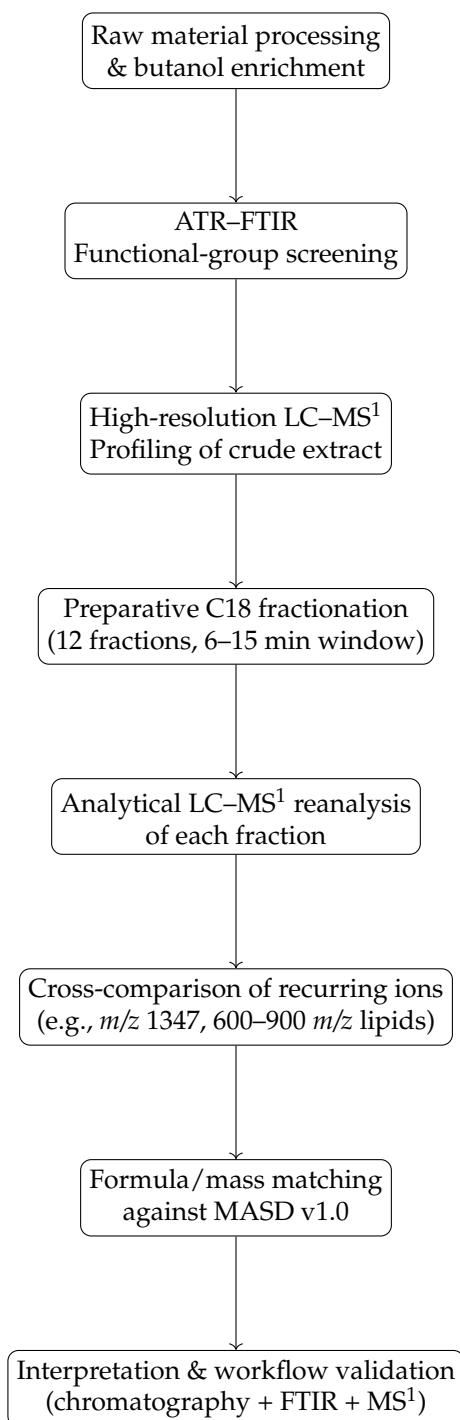 Raw material processing
& butanol enrichment
ATR–FTIR
Functional-group screening
High-resolution LC–MS¹
Profiling of crude extract
Preparative C18 fractionation
(12 fractions, 6–15 min window)
Analytical LC–MS¹ reanalysis
of each fraction
Cross-comparison of recurring ions
(e.g., m/z 1347, 600–900 m/z lipids)
Formula/mass matching
against MASD v1.0
Interpretation & workflow validation
(chromatography + FTIR + MS¹)